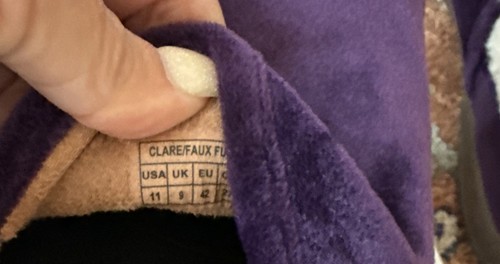 CLARE/FAUX
USA UK EU
11 9 42